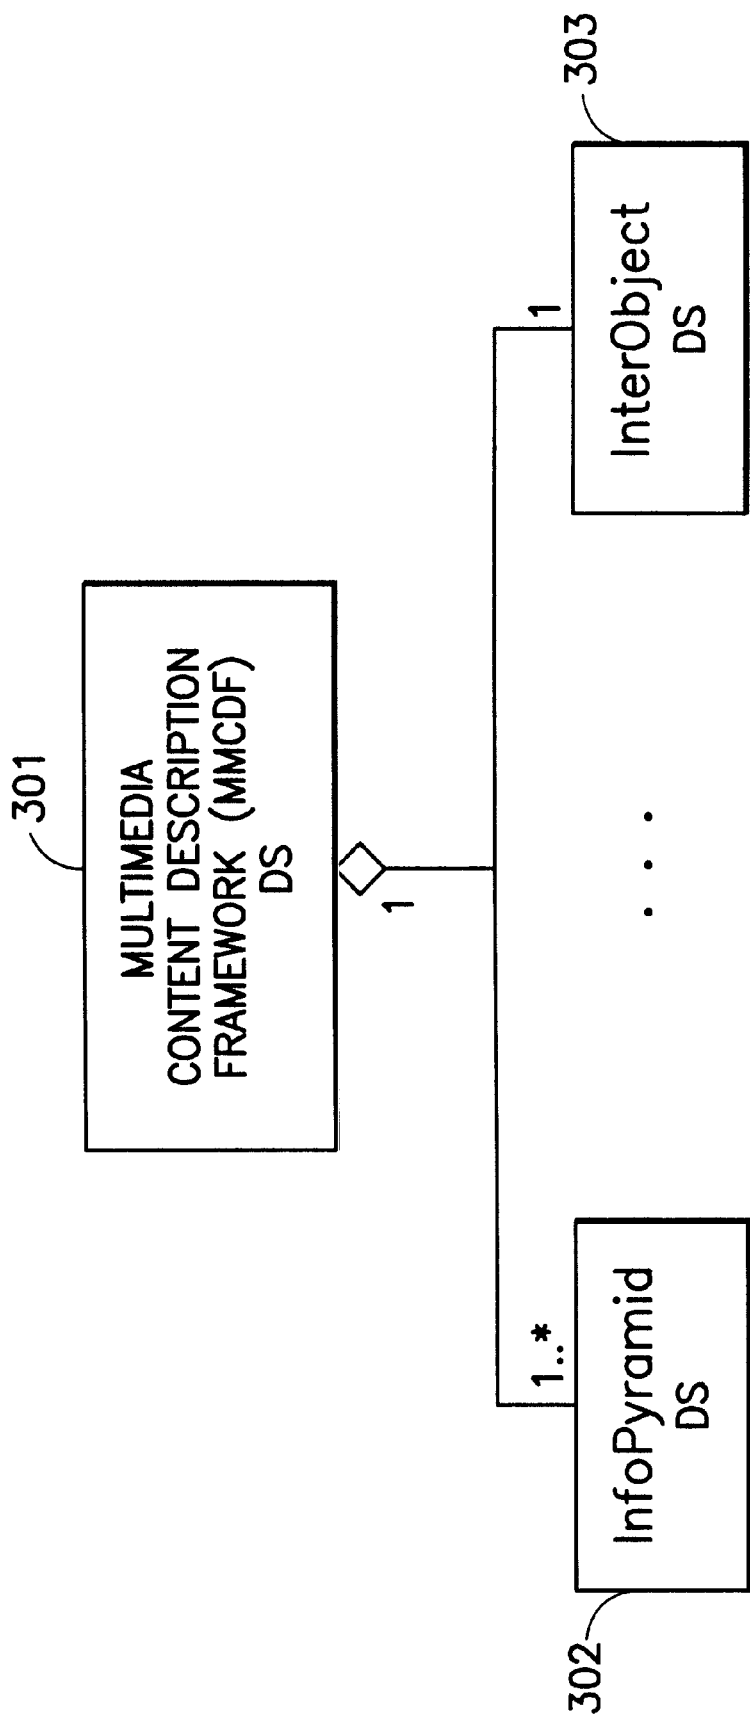 301
MULTIMEDIA
CONTENT DESCRIPTION
FRAMEWORK (MMCDF)
DS
1
1..*
1
302
InfoPyramid
DS
. . .
InterObject
DS
303